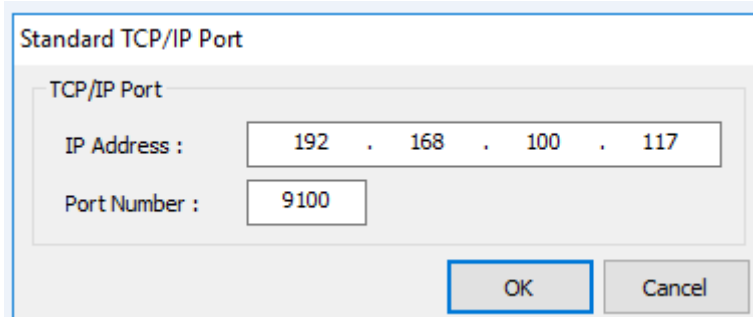 Standard TCP/IP Port
TCP/IP Port
IP Address : 192 . 168 . 100 . 117
Port Number : 9100
OK Cancel